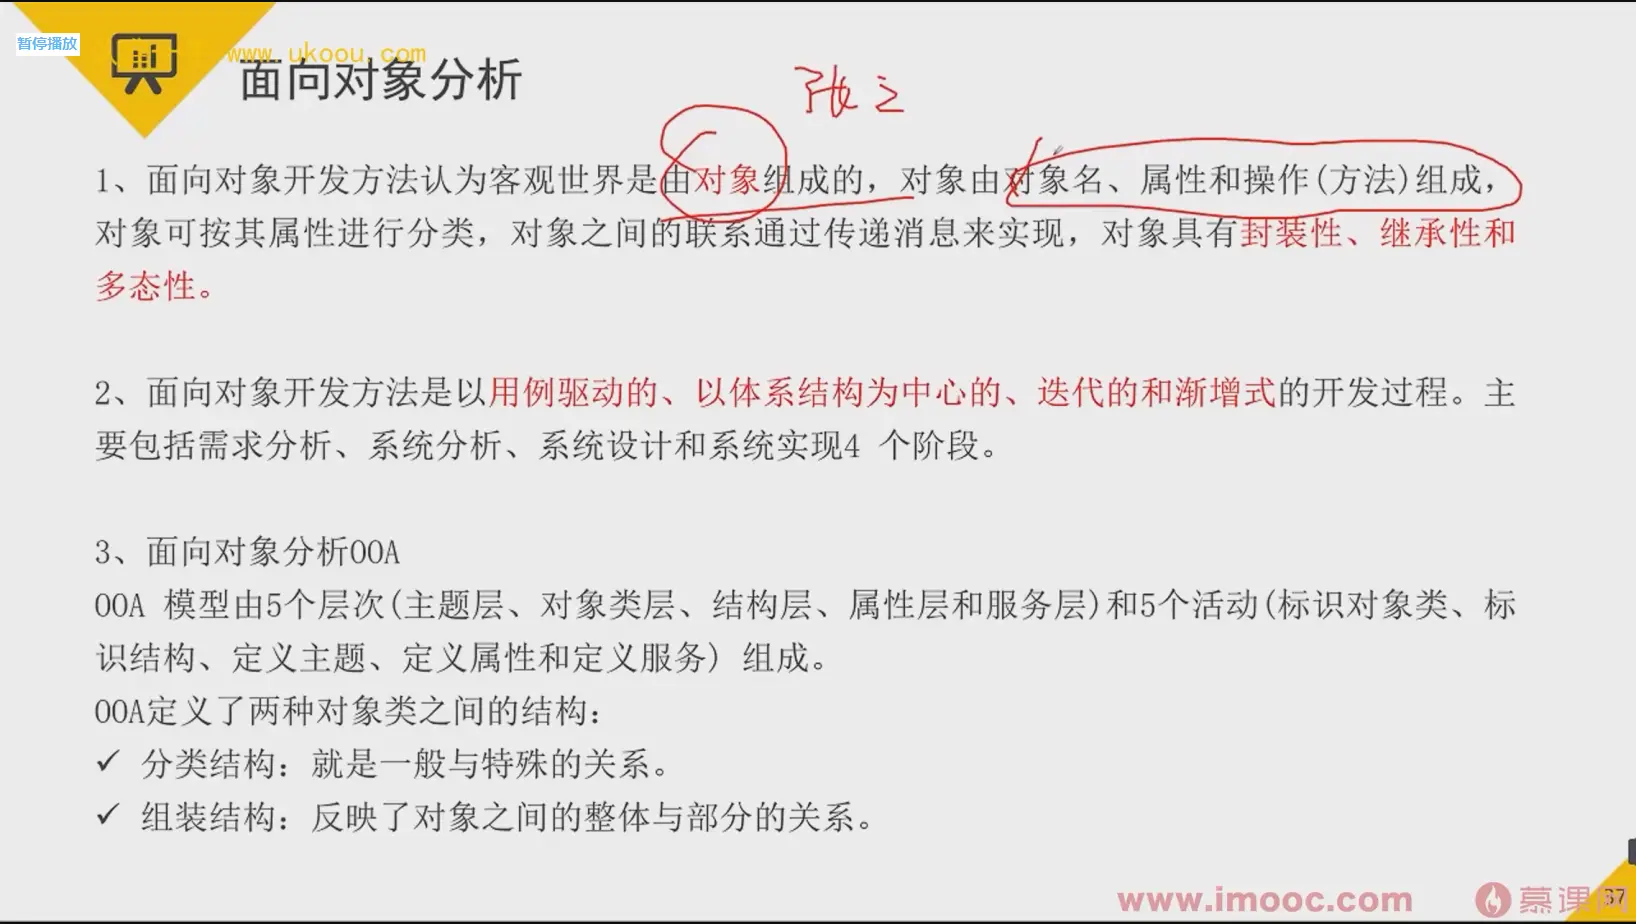 暂停播放
www.ukoou.com
面向对象分析
张三
1、面向对象开发方法认为客观世界是由对象组成的，对象由对象名、属性和操作(方法)组成，
对象可按其属性进行分类，对象之间的联系通过传递消息来实现，对象具有封装性、继承性和
多态性。
2、面向对象开发方法是以用例驱动的、以体系结构为中心的、迭代的和渐增式的开发过程。主
要包括需求分析、系统分析、系统设计和系统实现4 个阶段。
3、面向对象分析OOA
OOA 模型由5个层次(主题层、对象类层、结构层、属性层和服务层)和5个活动(标识对象类、标
识结构、定义主题、定义属性和定义服务) 组成。
OOA定义了两种对象类之间的结构：
✓ 分类结构：就是一般与特殊的关系。
✓ 组装结构：反映了对象之间的整体与部分的关系。
www.imooc.com
慕课网
37